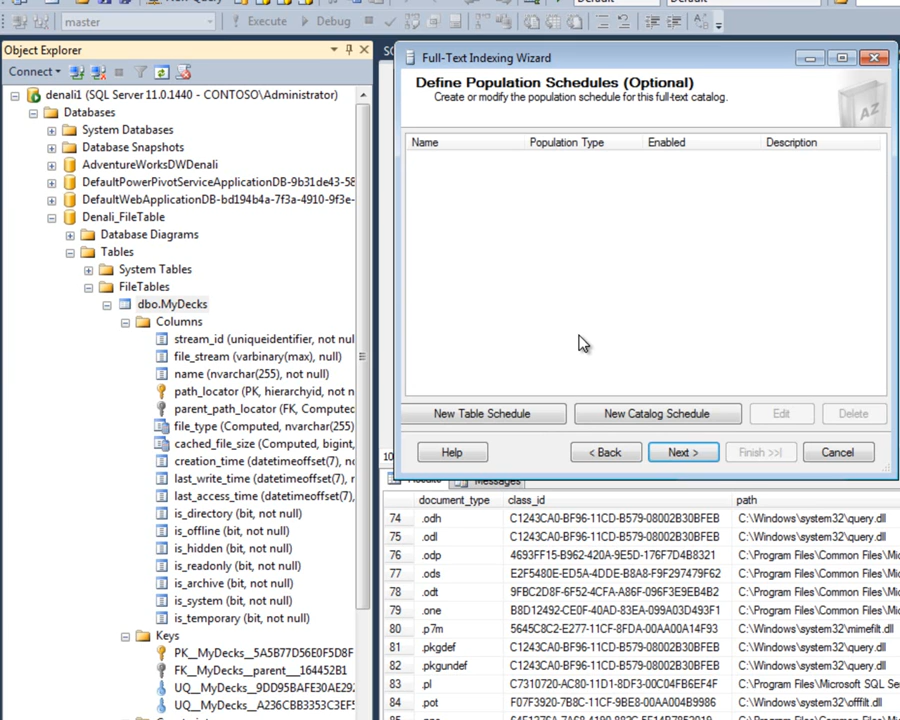 Default
Default
master
Execute
Debug
Object Explorer
Connect
denali1 (SQL Server 11.0.1440 - CONTOSO\Administrator)
Databases
System Databases
Database Snapshots
AdventureWorksDWDenali
DefaultPowerPivotServiceApplicationDB-9b31de43-58
DefaultWebApplicationDB-bd194b4a-7f3a-4910-9f3e-
Denali_FileTable
Database Diagrams
Tables
System Tables
FileTables
dbo.MyDecks
Columns
stream_id (uniqueidentifier, not nul
file_stream (varbinary(max), null)
name (nvarchar(255), not null)
path_locator (PK, hierarchyid, not n
parent_path_locator (FK, Computed
file_type (Computed, nvarchar(255)
cached_file_size (Computed, bigint,
creation_time (datetimeoffset(7), n
last_write_time (datetimeoffset(7),
last_access_time (datetimeoffset(7),
is_directory (bit, not null)
is_offline (bit, not null)
is_hidden (bit, not null)
is_readonly (bit, not null)
is_archive (bit, not null)
is_system (bit, not null)
is_temporary (bit, not null)
Keys
PK__MyDecks__5A5B77D56E0F5D8F
FK__MyDecks__parent__164452B1
UQ__MyDecks__9DD95BAFE30AE292
UQ__MyDecks__A236CBB3353C3EF5
Full-Text Indexing Wizard
Define Population Schedules (Optional)
Create or modify the population schedule for this full-text catalog.
Name Population Type Enabled Description
New Table Schedule New Catalog Schedule Edit Delete
Help < Back Next > Finish >>| Cancel
Messages
document_type class_id path
74 .odh C1243CA0-BF96-11CD-B579-08002B30BFEB C:\Windows\system32\query.dll
75 .odl C1243CA0-BF96-11CD-B579-08002B30BFEB C:\Windows\system32\query.dll
76 .odp 4693FF15-B962-420A-9E5D-176F7D4B8321 C:\Program Files\Common Files\Mic
77 .ods E2F5480E-ED5A-4DDE-B8A8-F9F297479F62 C:\Program Files\Common Files\Mic
78 .odt 9FBC2D8F-6F52-4CFA-A86F-096F3E9EB4B2 C:\Program Files\Common Files\Mic
79 .one B8D12492-CE0F-40AD-83EA-099A03D493F1 C:\Program Files\Common Files\Mic
80 .p7m 5645C8C2-E277-11CF-8FDA-00AA00A14F93 C:\Windows\system32\mimefilt.dll
81 .pkgdef C1243CA0-BF96-11CD-B579-08002B30BFEB C:\Windows\system32\query.dll
82 .pkgundef C1243CA0-BF96-11CD-B579-08002B30BFEB C:\Windows\system32\query.dll
83 .pl C7310720-AC80-11D1-8DF3-00C04FB6EF4F C:\Program Files\Microsoft SQL Se
84 .pot F07F3920-7B8C-11CF-9BE8-00AA004B9986 C:\Windows\system32\offfilt.dll